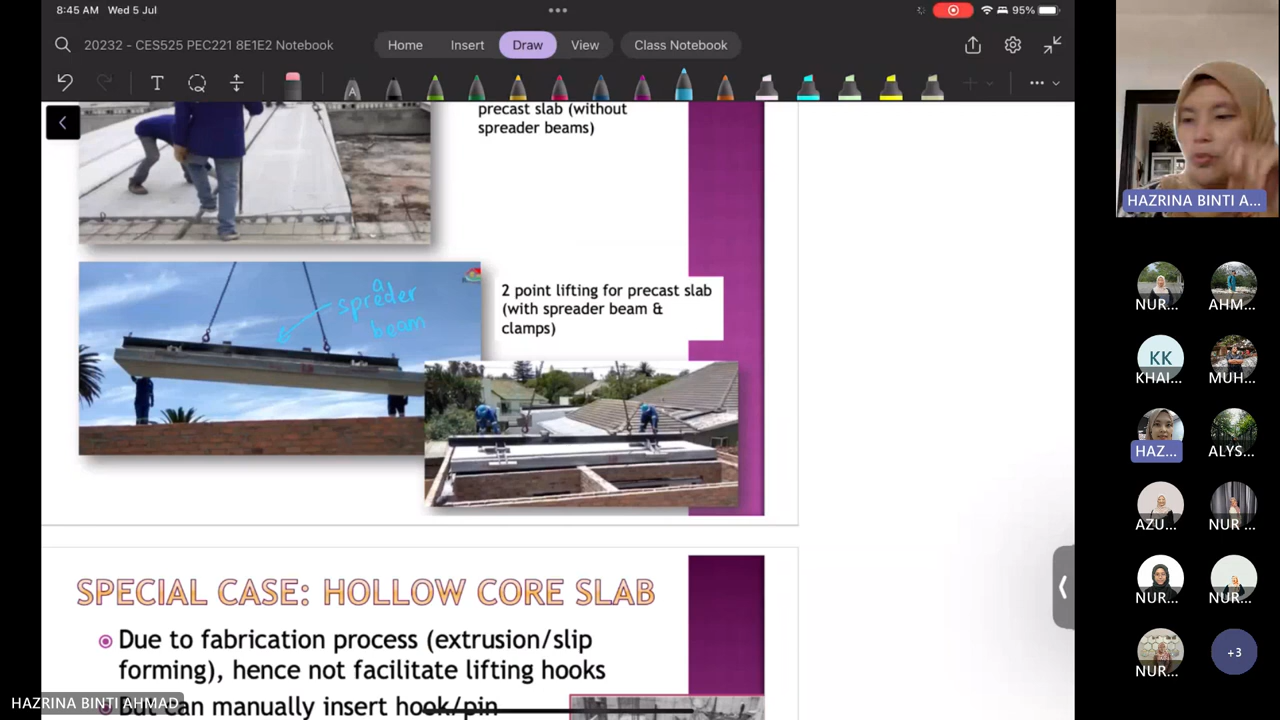 8:45 AM Wed 5 Jul
95%
20232 - CES525 PEC221 8E1E2 Notebook
Home Insert Draw View Class Notebook
precast slab (without
spreader beams)
a
spreder
beam
2 point lifting for precast slab
(with spreader beam &
clamps)
SPECIAL CASE: HOLLOW CORE SLAB
Due to fabrication process (extrusion/slip
forming), hence not facilitate lifting hooks
But can manually insert hook/pin
HAZRINA BINTI AHMAD
HAZRINA BINTI A...
NUR... AHM...
KK
KHAI... MUH...
HAZ... ALYS...
AZU... NUR ...
NUR... NUR...
NUR... +3